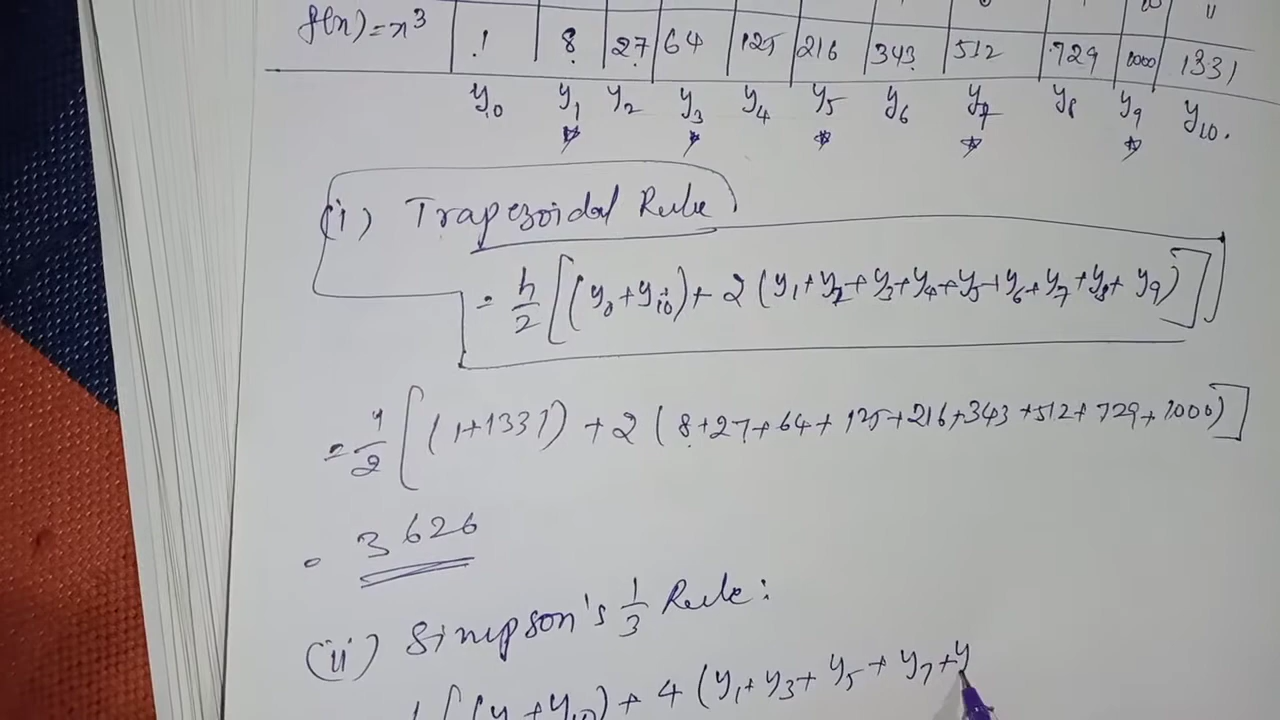 10 11
f(x)=x³ 1 8 27 64 125 216 343 512 729 1000 1331
y₀ y₁ y₂ y₃ y₄ y₅ y₆ y₇ y₈ y₉ y₁₀.
(i) Trapezoidal Rule
= h/2 [(y₀+y₁₀)+2(y₁+y₂+y₃+y₄+y₅+y₆+y₇+y₈+y₉)]
= 1/2 [(1+1331)+2(8+27+64+125+216+343+512+729+1000)]
= 3626
(ii) Simpson's 1/3 Rule:
[(y+y₁₀)+4(y₁+y₃+y₅+y₇+y